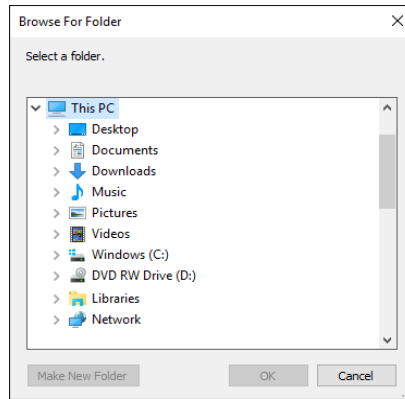 Browse For Folder
Select a folder.
This PC
Desktop
Documents
Downloads
Music
Pictures
Videos
Windows (C:)
DVD RW Drive (D:)
Libraries
Network
Make New Folder
OK
Cancel